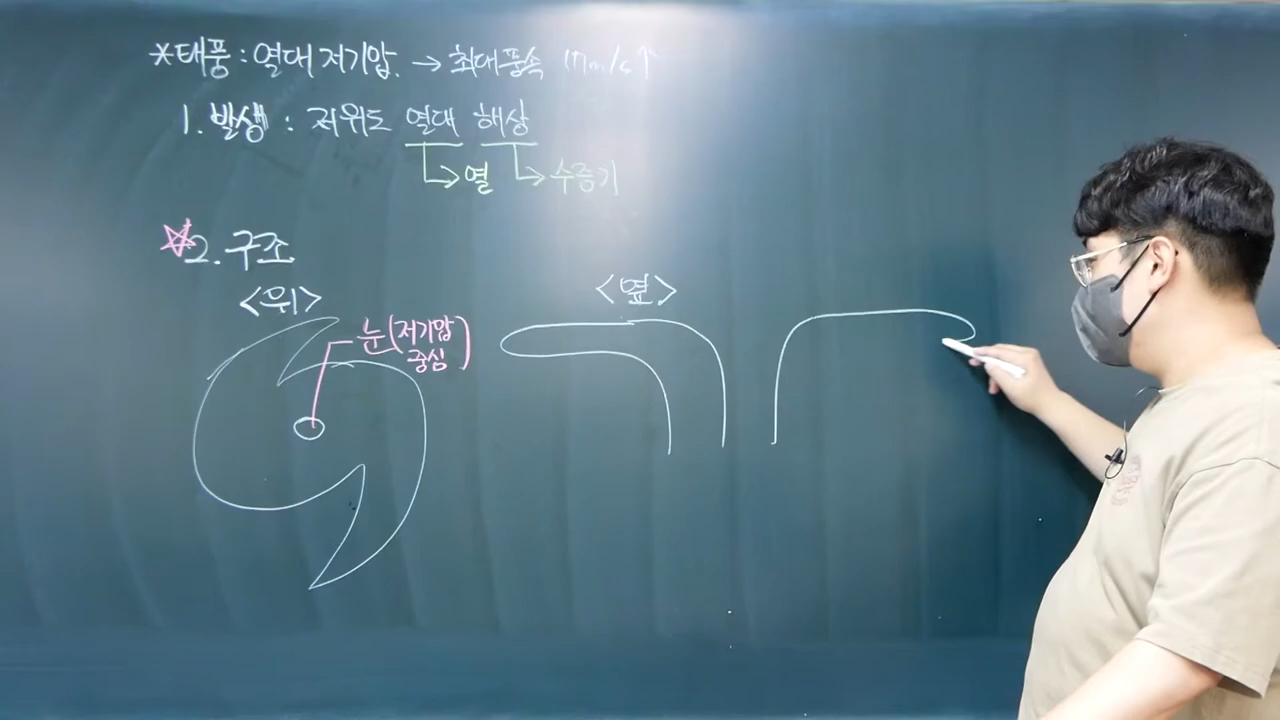 *태풍 : 열대 저기압. → 최대풍속 17m/s↑
1. 발생 : 저위도 열대 해상
→열 →수증기
☆2. 구조
<위>
<옆>
눈(저기압
중심)